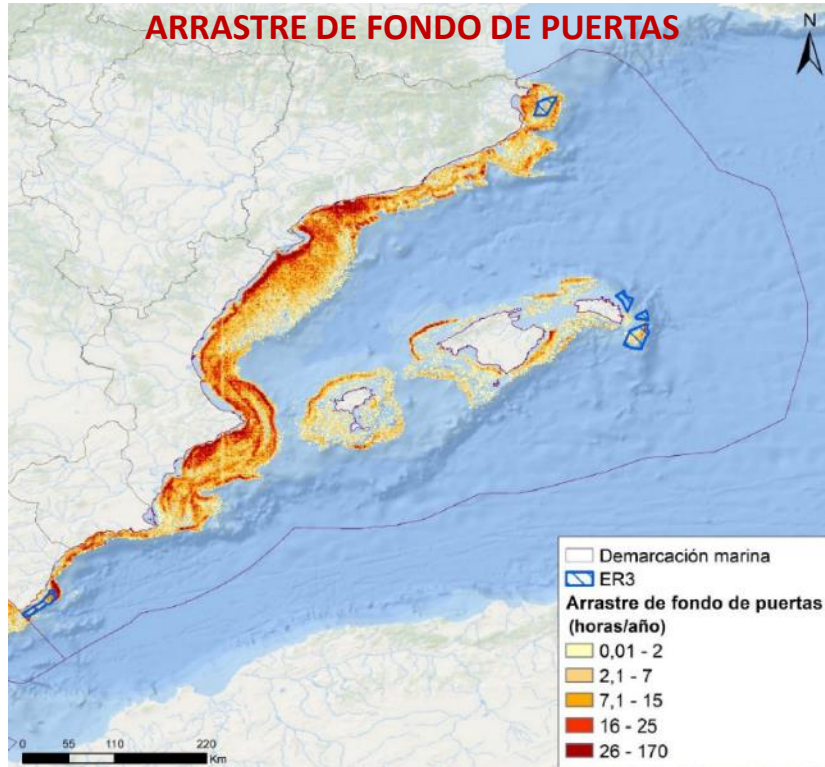 ARRASTRE DE FONDO DE PUERTAS
N
Demarcación marina
ER3
Arrastre de fondo de puertas
(horas/año)
0,01 - 2
2,1 - 7
7,1 - 15
16 - 25
26 - 170
0 55 110 220
Km